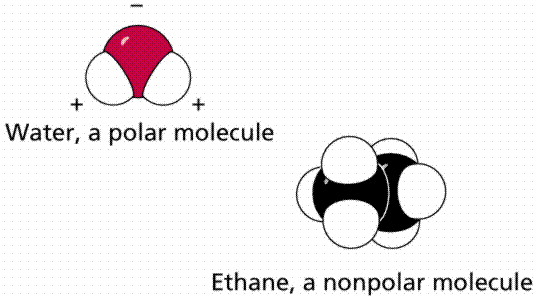 −
+ +
Water, a polar molecule
Ethane, a nonpolar molecule